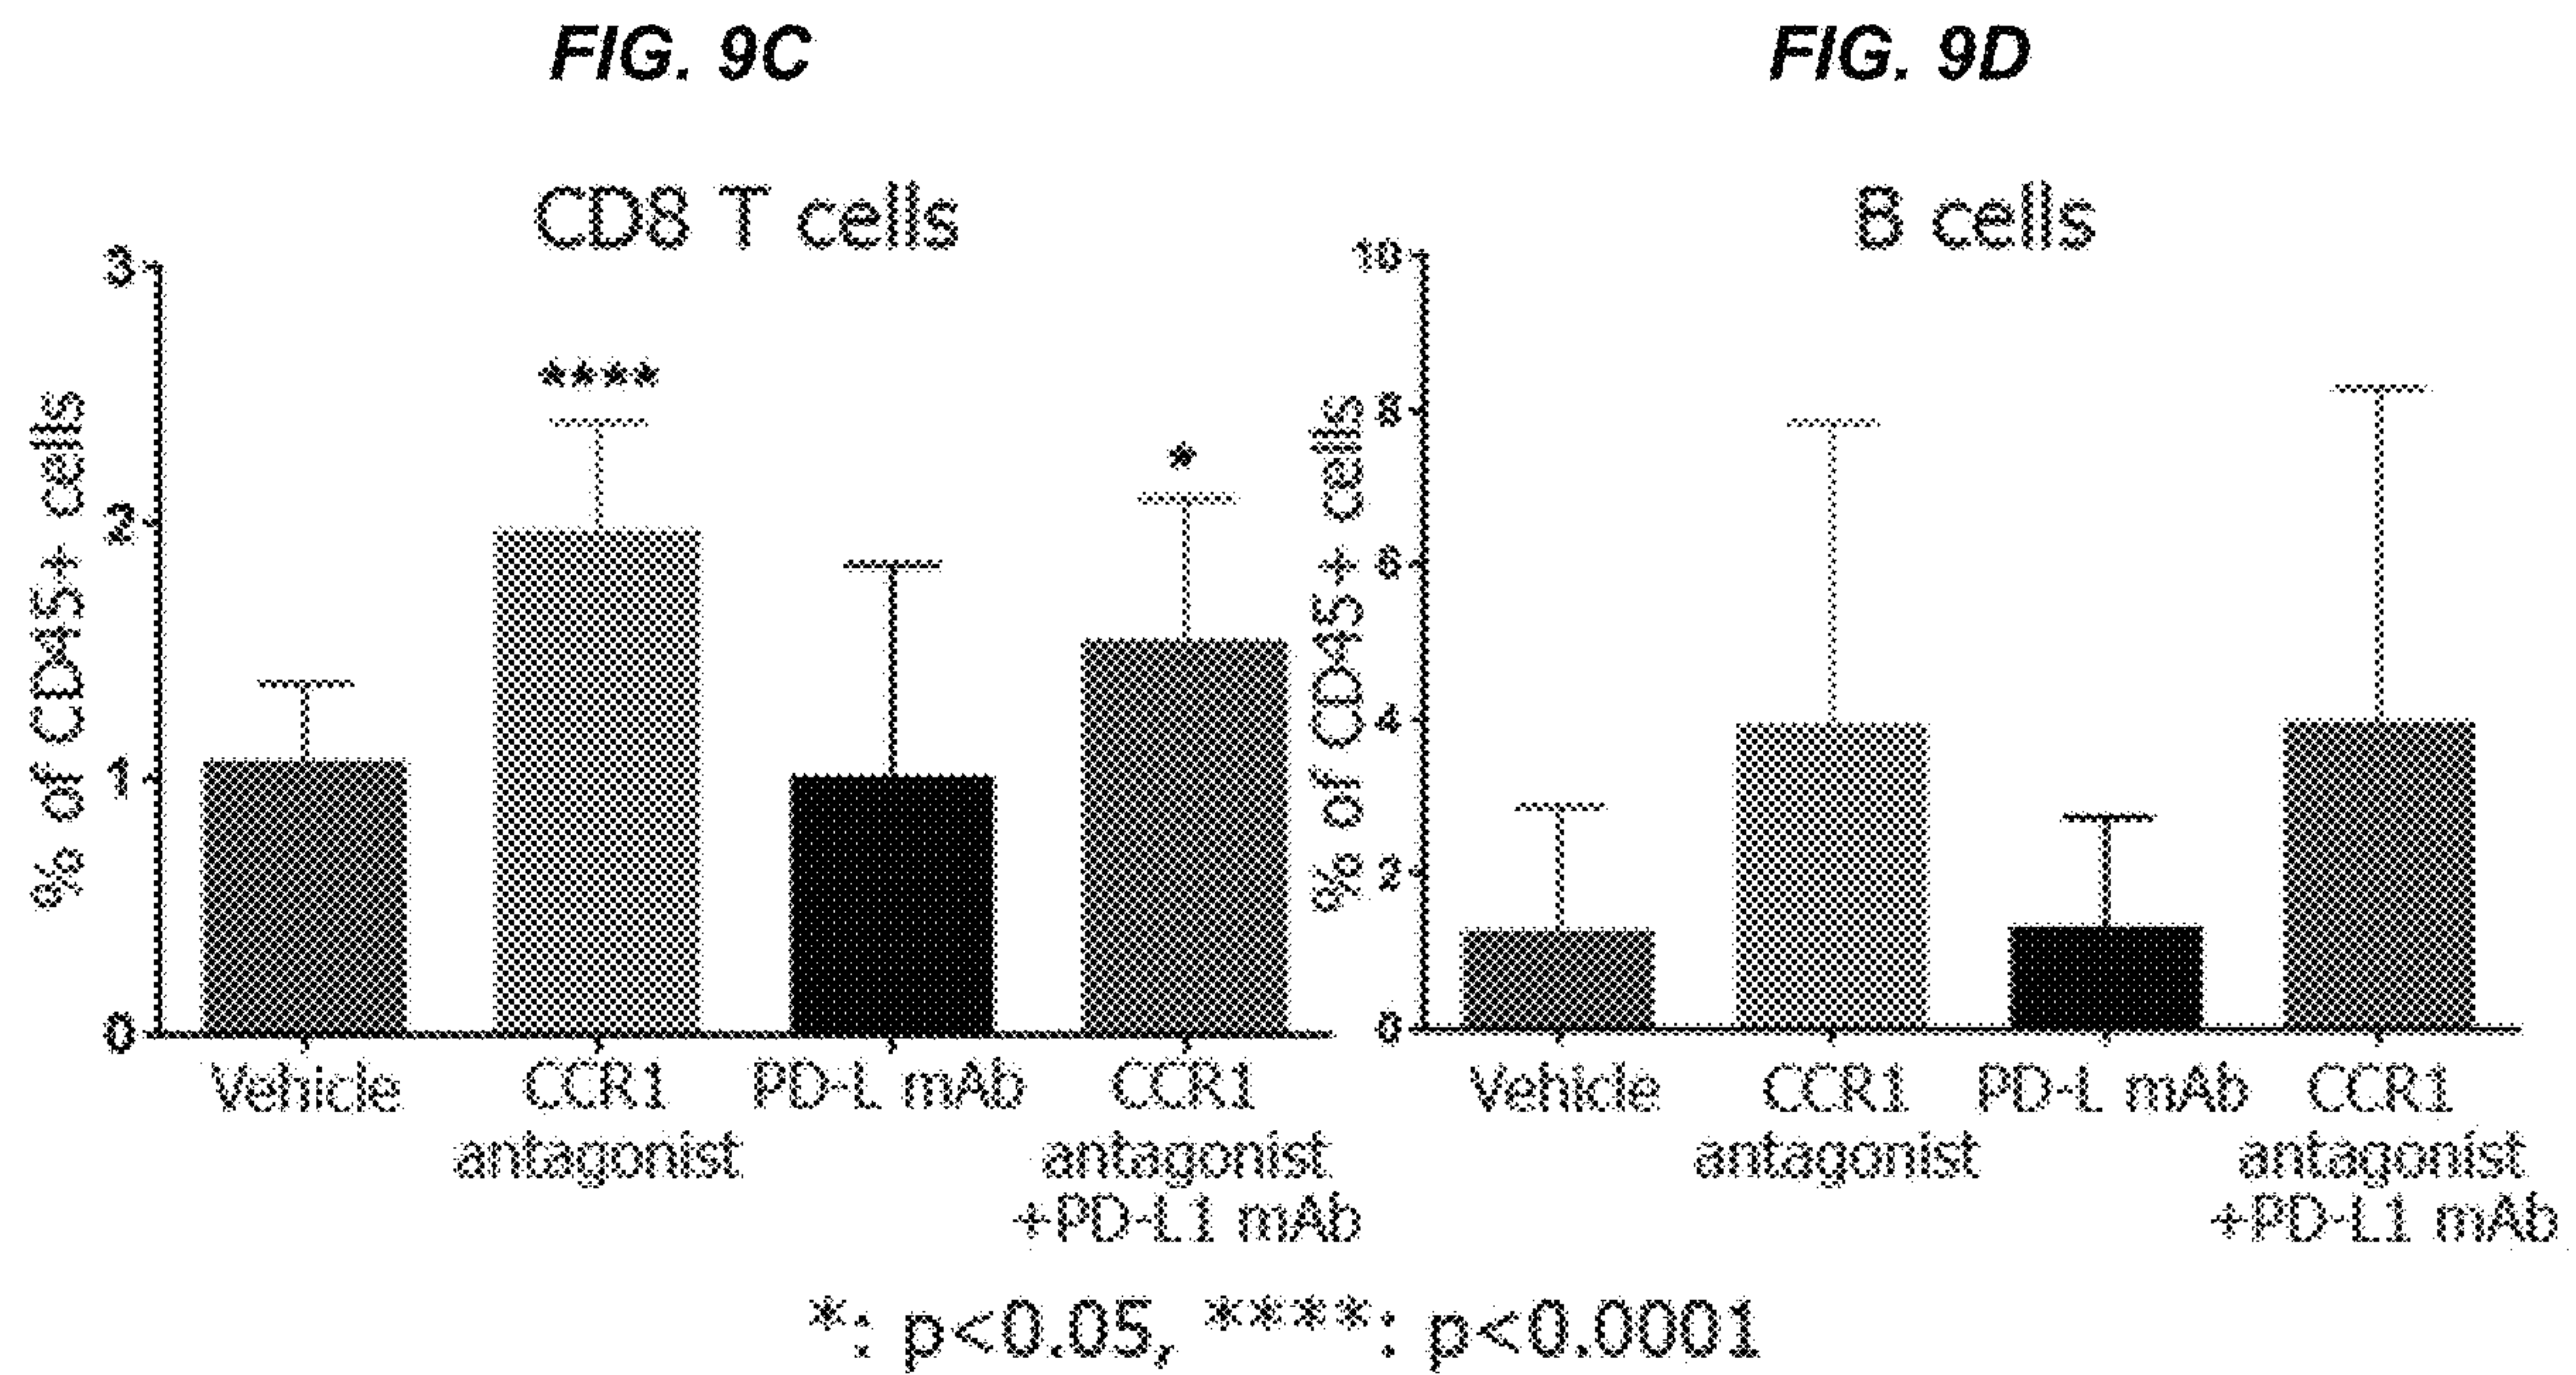 FIG. 9C
CD8 T cells
% of CD45+ cells
3
2
1
0
****
*
Vehicle
CCR1
antagonist
PD-L mAb
CCR1
antagonist
+PD-L1 mAb
FIG. 9D
B cells
% of CD45+ cells
10
8
6
4
2
0
Vehicle
CCR1
antagonist
PD-L mAb
CCR1
antagonist
+PD-L1 mAb
*: p<0.05, ****: p<0.0001